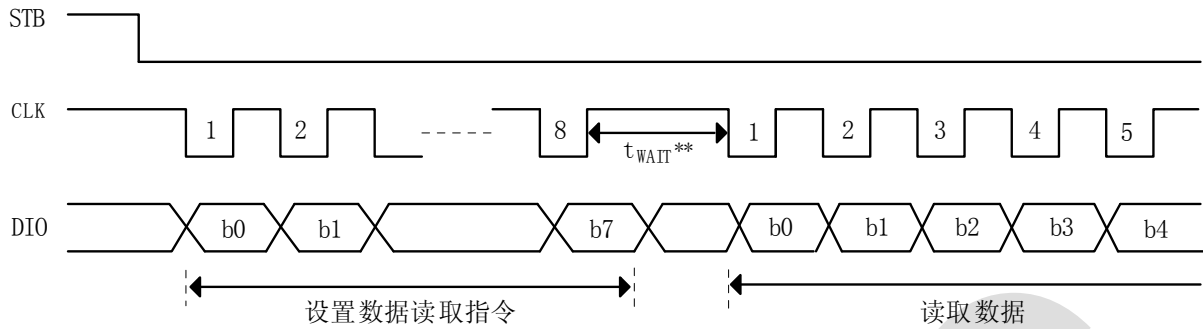 STB
CLK 1 2 8 1 2 3 4 5
tWAIT**
DIO b0 b1 b7 b0 b1 b2 b3 b4
设置数据读取指令 读取数据